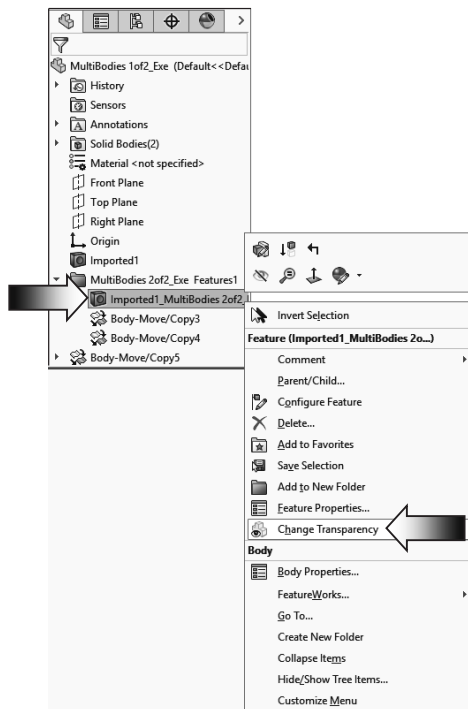 MultiBodies 1of2_Exe (Default<<Defau
History
Sensors
Annotations
Solid Bodies(2)
Material <not specified>
Front Plane
Top Plane
Right Plane
Origin
Imported1
MultiBodies 2of2_Exe Features1
Imported1_MultiBodies 2of2_
Body-Move/Copy3
Body-Move/Copy4
Body-Move/Copy5
Invert Selection
Feature (Imported1_MultiBodies 2o...)
Comment
Parent/Child...
Configure Feature
Delete...
Add to Favorites
Save Selection
Add to New Folder
Feature Properties...
Change Transparency
Body
Body Properties...
FeatureWorks...
Go To...
Create New Folder
Collapse Items
Hide/Show Tree Items...
Customize Menu